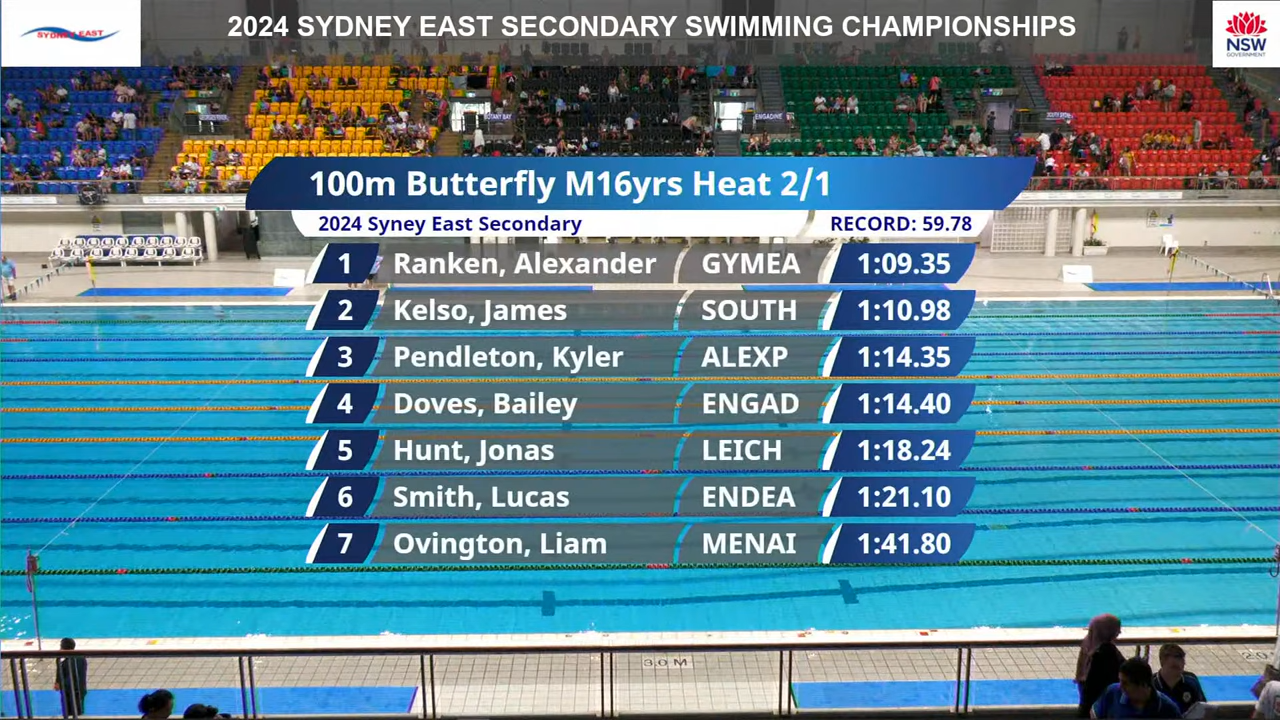 2024 SYDNEY EAST SECONDARY SWIMMING CHAMPIONSHIPS
SYDNEY EAST
NSW
GOVERNMENT
BOTANY BAY
ENGADINE
100m Butterfly M16yrs Heat 2/1
2024 Syney East Secondary RECORD: 59.78
1 Ranken, Alexander GYMEA 1:09.35
2 Kelso, James SOUTH 1:10.98
3 Pendleton, Kyler ALEXP 1:14.35
4 Doves, Bailey ENGAD 1:14.40
5 Hunt, Jonas LEICH 1:18.24
6 Smith, Lucas ENDEA 1:21.10
7 Ovington, Liam MENAI 1:41.80
3.0 M